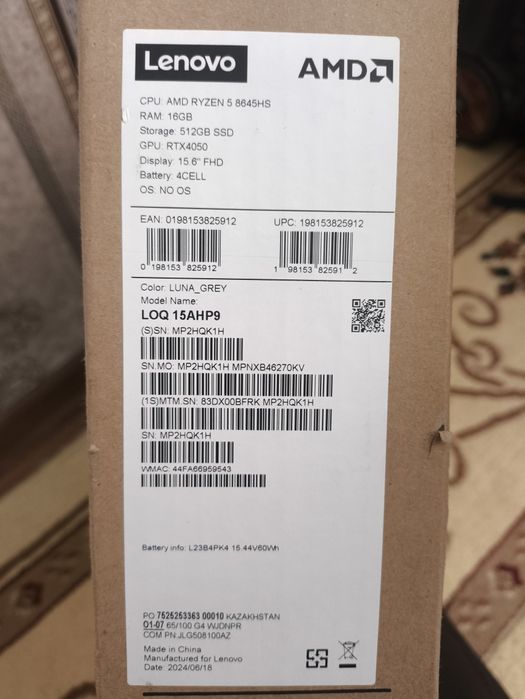 Lenovo AMD
CPU: AMD RYZEN 5 8645HS
RAM: 16GB
Storage: 512GB SSD
GPU: RTX4050
Display: 15.6" FHD
Battery: 4CELL
OS: NO OS
EAN: 0198153825912 UPC: 198153825912
0 198153 825912 1 98153 82591 2
Color: LUNA_GREY
Model Name:
LOQ 15AHP9
(S)SN: MP2HQK1H
SN.MO: MP2HQK1H MPNXB46270KV
(1S)MTM.SN: 83DX00BFRK MP2HQK1H
SN: MP2HQK1H
WMAC: 44FA66959543
Battery info: L23B4PK4 15.44V60Wh
PO 7525253363 00010 KAZAKHSTAN
O1-07 65/100 G4 WJDNPR
COM PN:JLG508100AZ
Made in China
Manufactured for Lenovo
Date: 2024/06/18